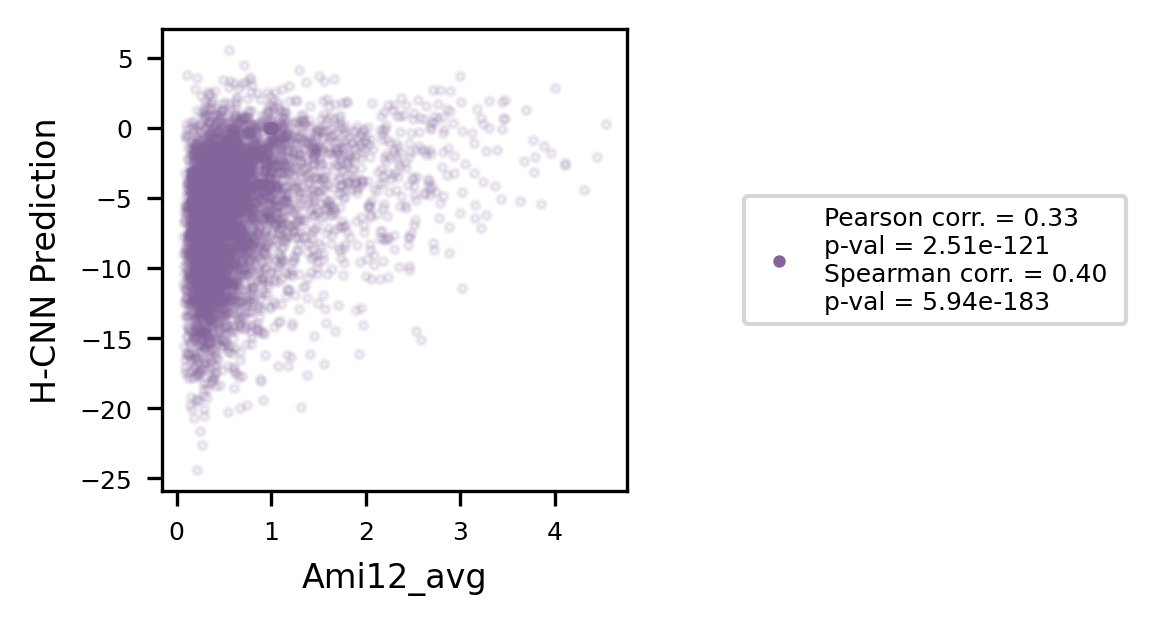 5
0
−5
−10
−15
−20
−25
H-CNN Prediction
0 1 2 3 4
Ami12_avg
Pearson corr. = 0.33
p-val = 2.51e-121
Spearman corr. = 0.40
p-val = 5.94e-183